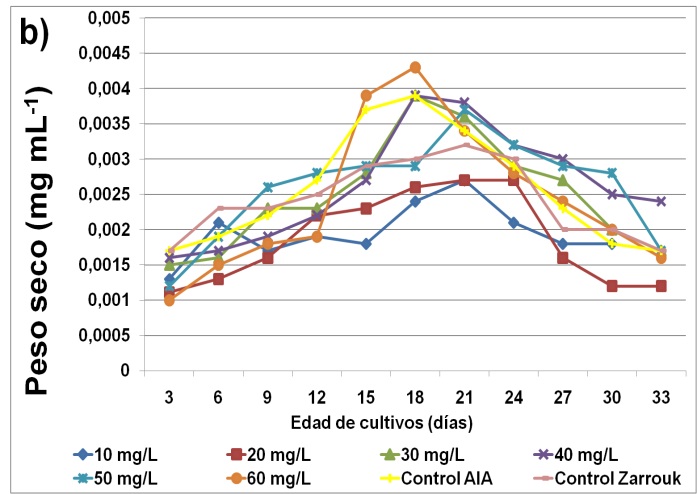 b)
0,005
0,0045
0,004
0,0035
0,003
0,0025
0,002
0,0015
0,001
0,0005
0
Peso seco (mg mL-1)
3 6 9 12 15 18 21 24 27 30 33
Edad de cultivos (días)
10 mg/L 20 mg/L 30 mg/L 40 mg/L
50 mg/L 60 mg/L Control AIA Control Zarrouk